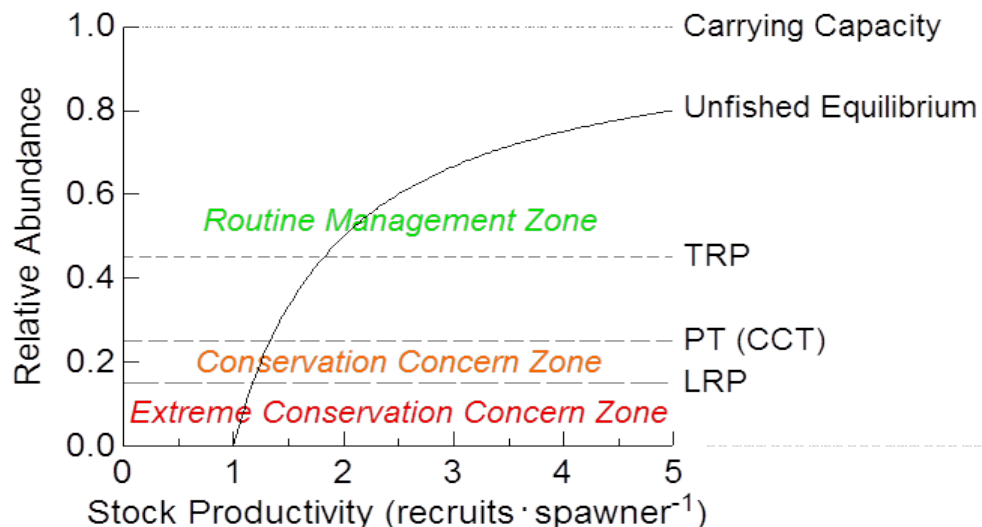 1.0
Carrying Capacity
0.8
Unfished Equilibrium
0.6
Routine Management Zone
TRP
0.4
PT (CCT)
0.2
Conservation Concern Zone
LRP
Extreme Conservation Concern Zone
0.0
Relative Abundance
0 1 2 3 4 5
Stock Productivity (recruits·spawner⁻¹)